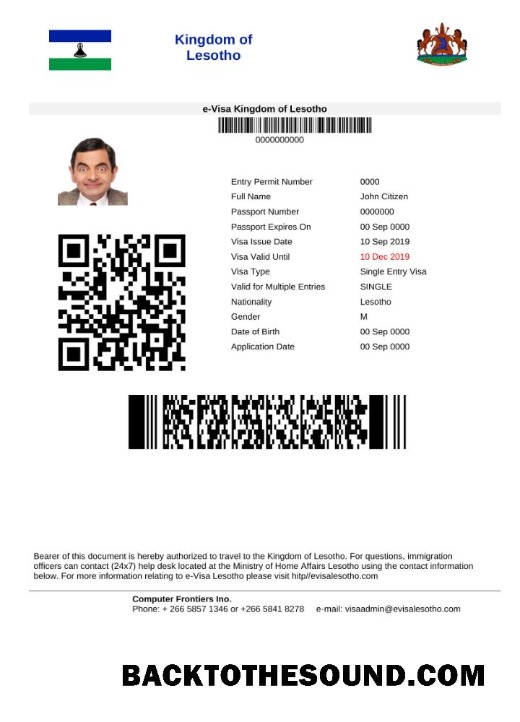 Kingdom of
Lesotho
e-Visa Kingdom of Lesotho
0000000000
Entry Permit Number 0000
Full Name John Citizen
Passport Number 0000000
Passport Expires On 00 Sep 0000
Visa Issue Date 10 Sep 2019
Visa Valid Until 10 Dec 2019
Visa Type Single Entry Visa
Valid for Multiple Entries SINGLE
Nationality Lesotho
Gender M
Date of Birth 00 Sep 0000
Application Date 00 Sep 0000
Bearer of this document is hereby authorized to travel to the Kingdom of Lesotho. For questions, immigration
officers can contact (24x7) help desk located at the Ministry of Home Affairs Lesotho using the contact information
below. For more information relating to e-Visa Lesotho please visit hitp//evisalesotho.com
Computer Frontiers Inc.
Phone: + 266 5857 1346 or +266 5841 8278 e-mail: visaadmin@evisalesotho.com
BACKTOTHESOUND.COM